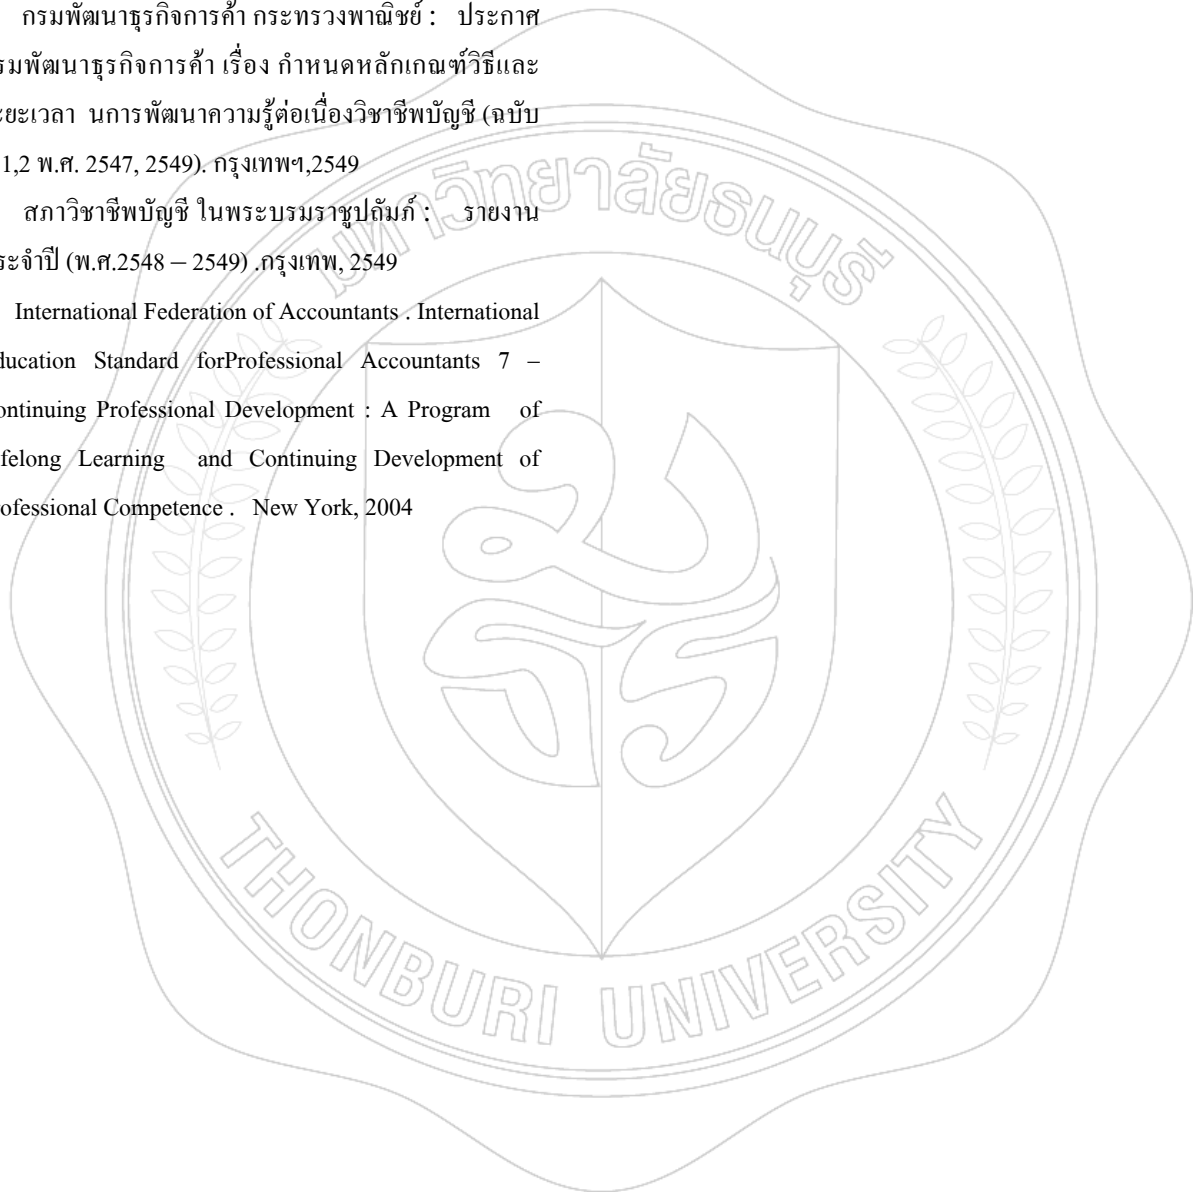 กรมพัฒนาธุรกิจการค้า กระทรวงพาณิชย์ : ประกาศ
รมพัฒนาธุรกิจการค้า เรื่อง กำหนดหลักเกณฑ์วิธีและ
ะยะเวลา นการพัฒนาความรู้ต่อเนื่องวิชาชีพบัญชี (ฉบับ
1,2 พ.ศ. 2547, 2549). กรุงเทพฯ,2549
สภาวิชาชีพบัญชี ในพระบรมราชูปถัมภ์ : รายงาน
ระจำปี (พ.ศ.2548 – 2549) .กรุงเทพ, 2549
International Federation of Accountants . International
ducation Standard forProfessional Accountants 7 –
ontinuing Professional Development : A Program of
ifelong Learning and Continuing Development of
rofessional Competence . New York, 2004
มหาวิทยาลัยธนบุรี
THONBURI UNIVERSITY